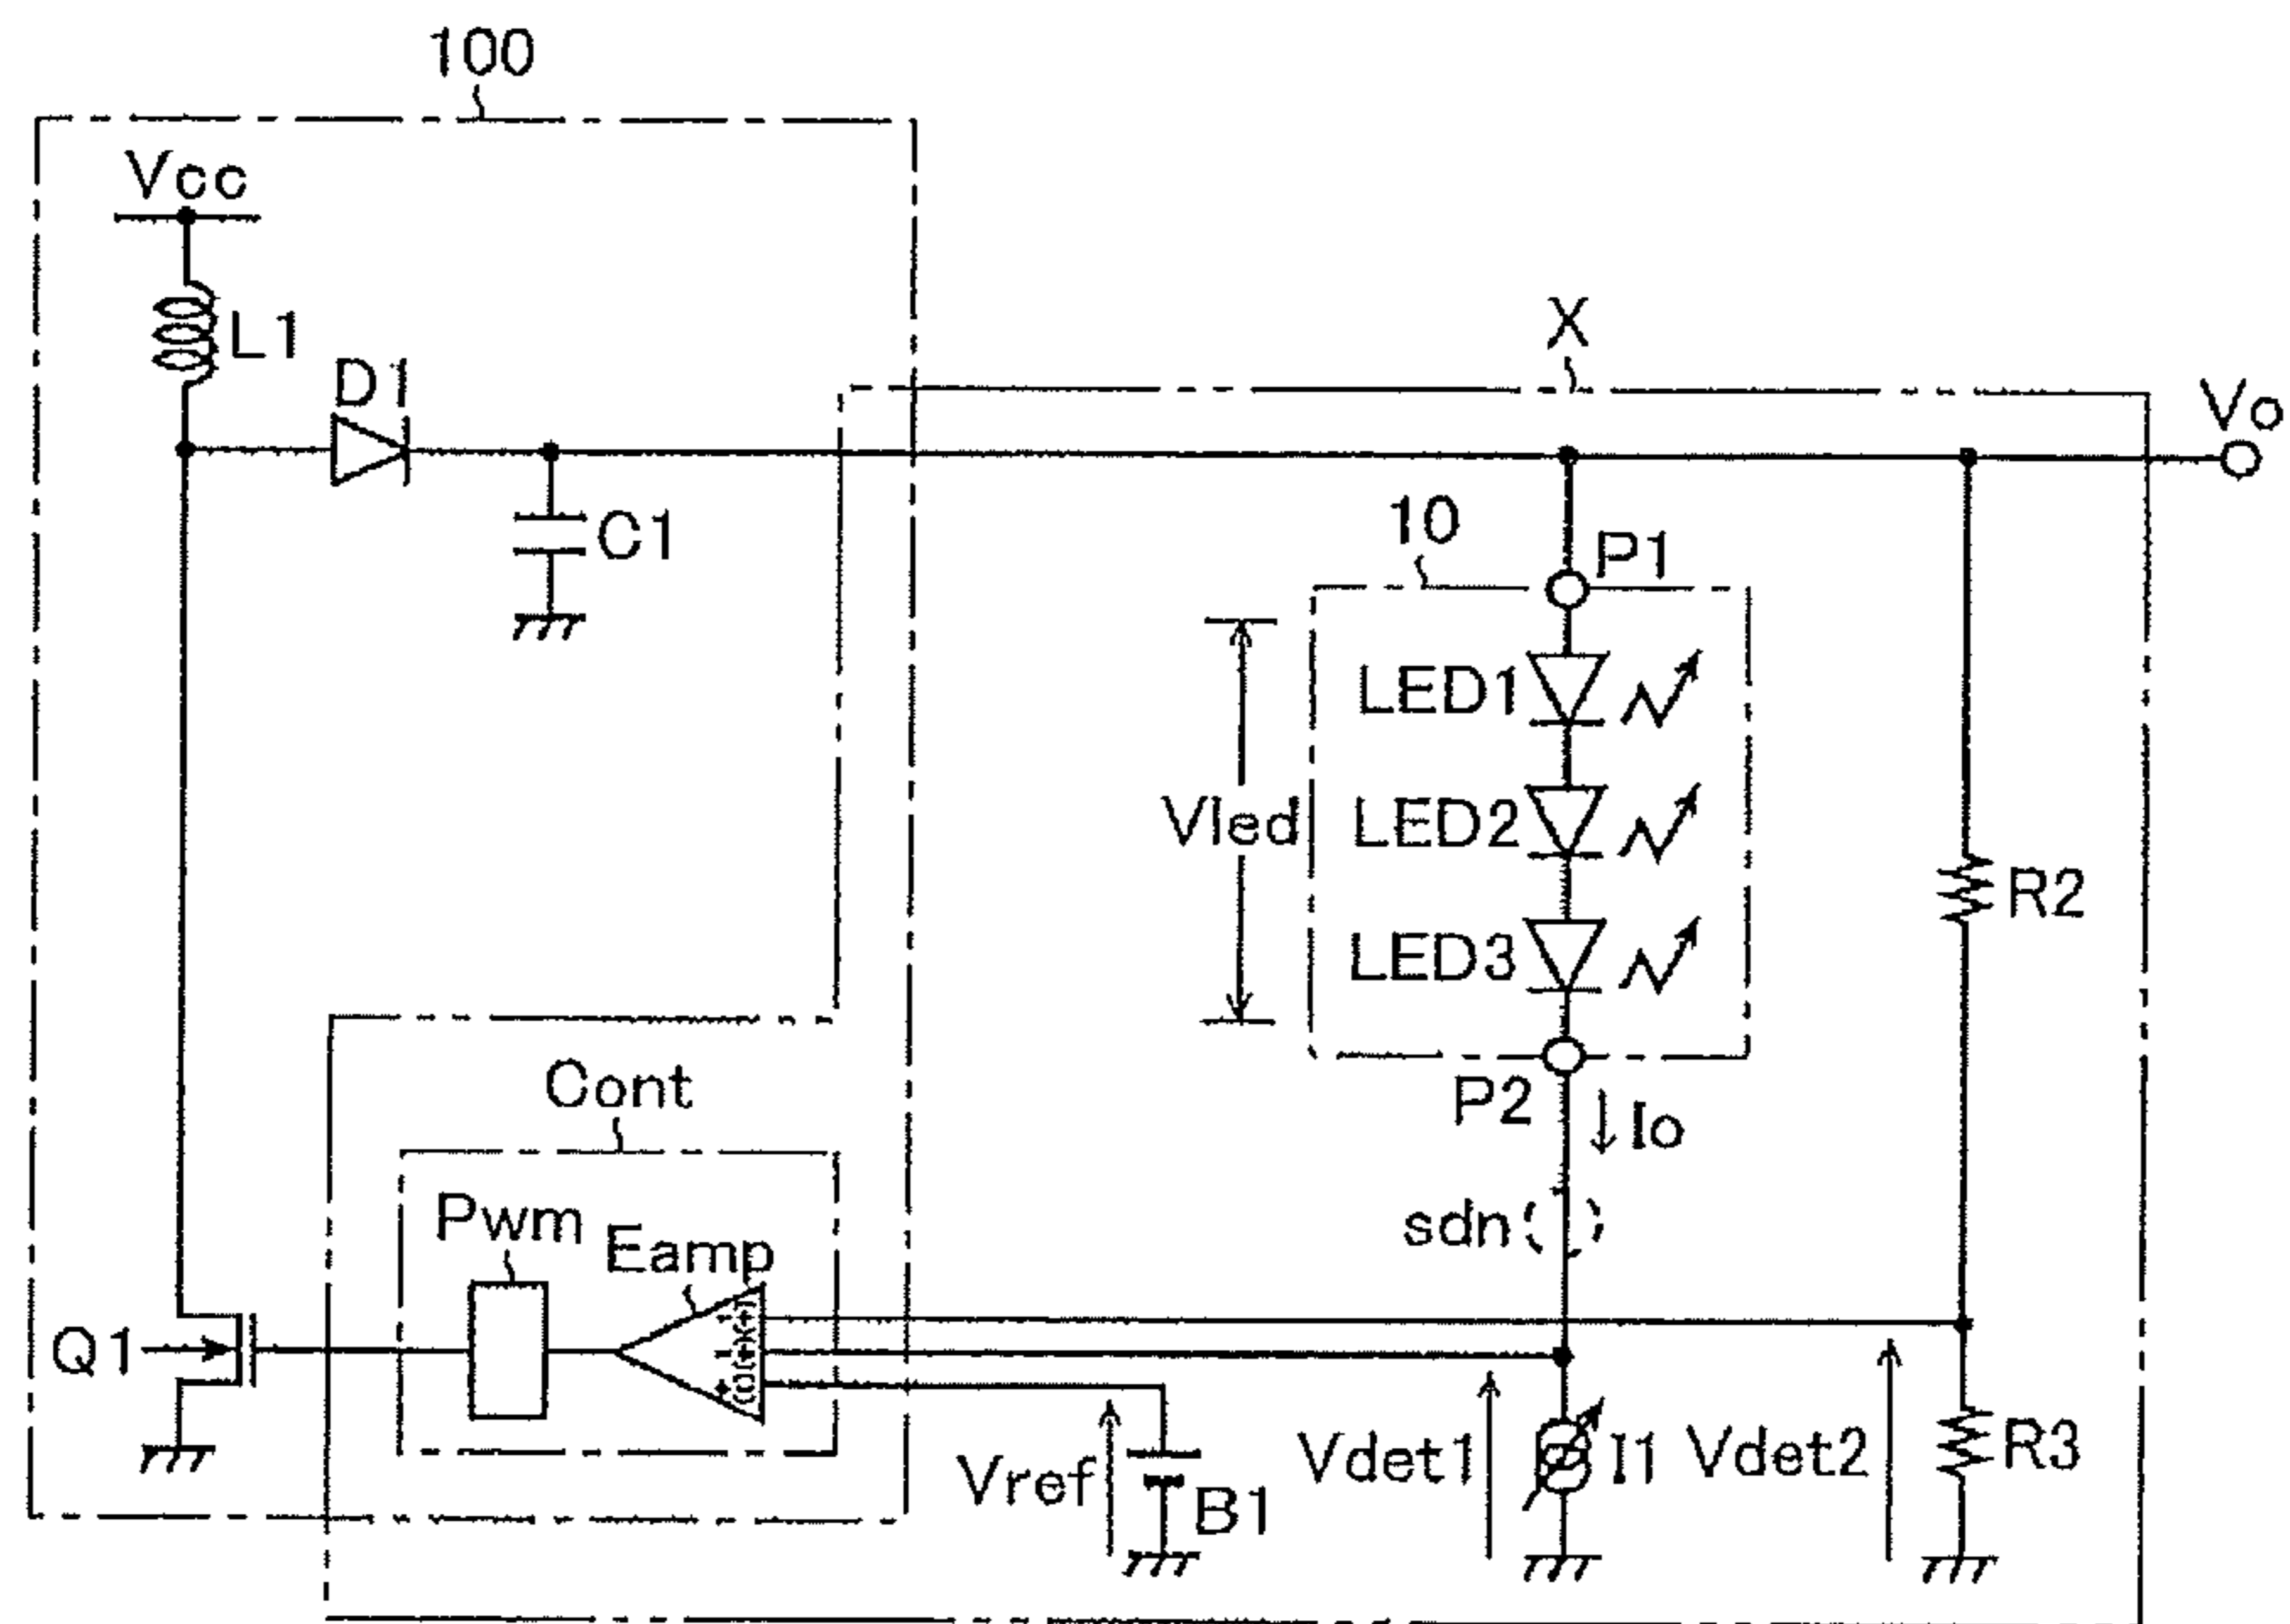 100
Vcc
L1
D1
X
Vo
C1
10
P1
LED1
Vled
LED2
R2
LED3
Cont
P2
Io
Pwm
sdn
Eamp
Q1
Vref
Vdet1
I1
Vdet2
R3
B1